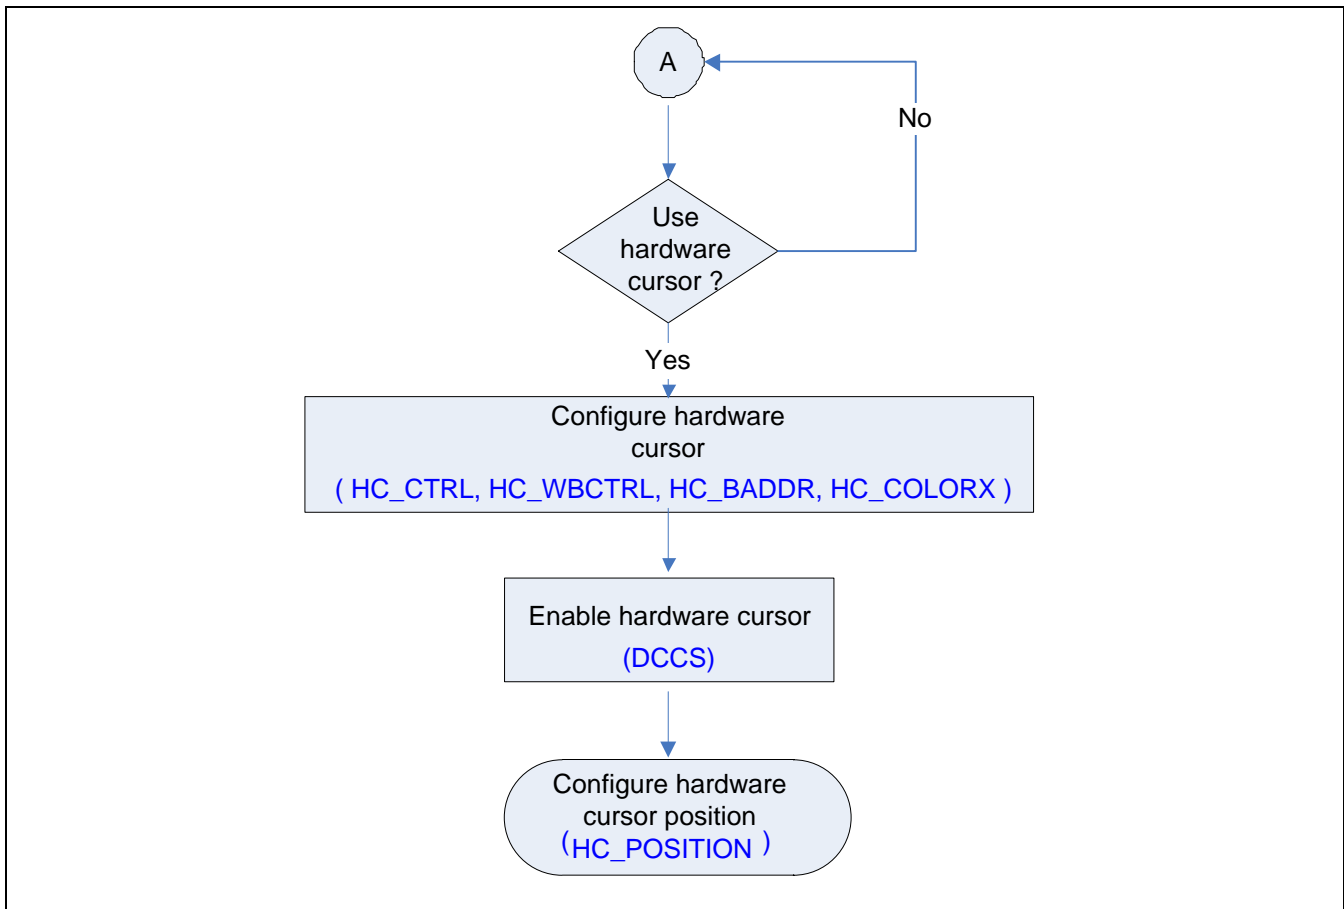 A
No
Use
hardware
cursor ?
Yes
Configure hardware
cursor
( HC_CTRL, HC_WBCTRL, HC_BADDR, HC_COLORX )
Enable hardware cursor
(DCCS)
Configure hardware
cursor position
(HC_POSITION )